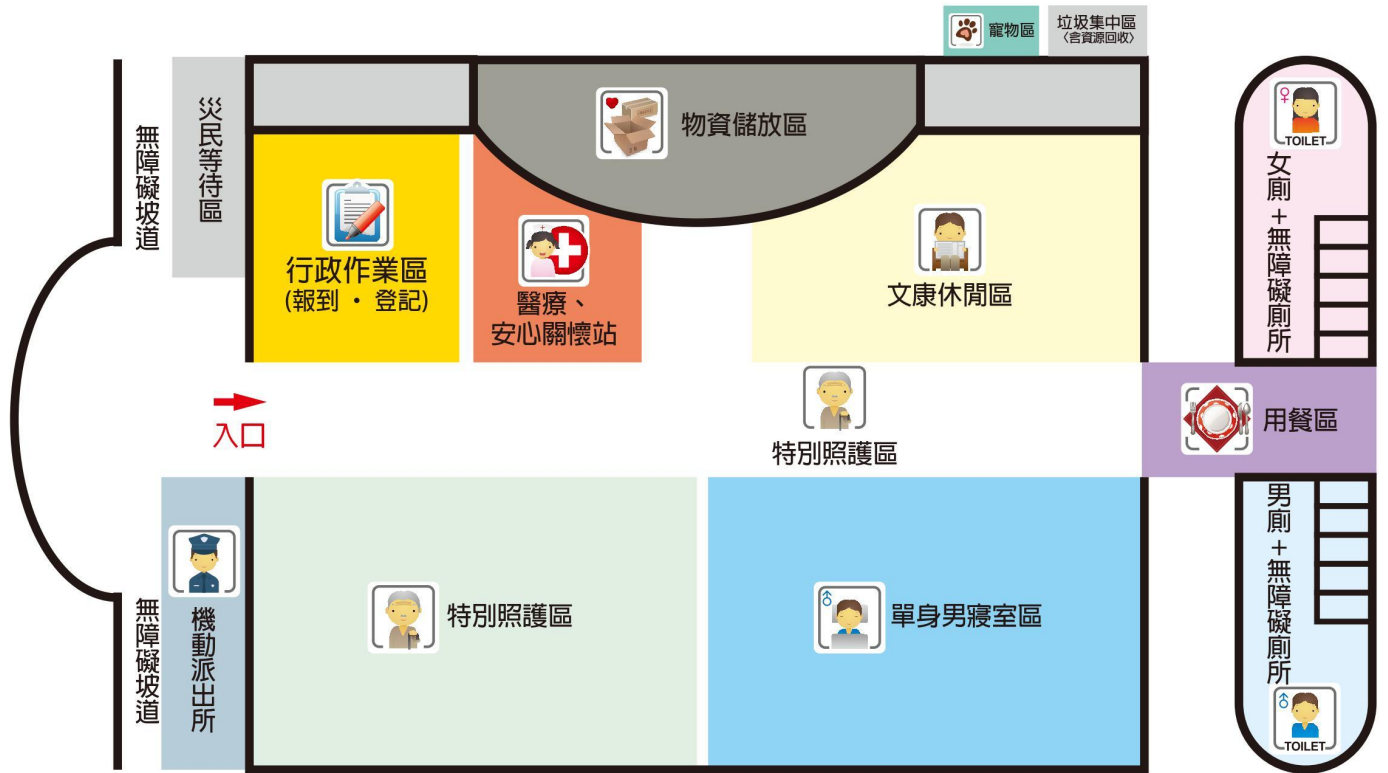 寵物區
垃圾集中區
〈含資源回收〉
無障礙坡道
災民等待區
物資儲放區
行政作業區
(報到 · 登記)
醫療、
安心關懷站
文康休閒區
TOILET
女廁+無障礙廁所
入口
特別照護區
用餐區
無障礙坡道
機動派出所
特別照護區
單身男寢室區
男廁+無障礙廁所
TOILET